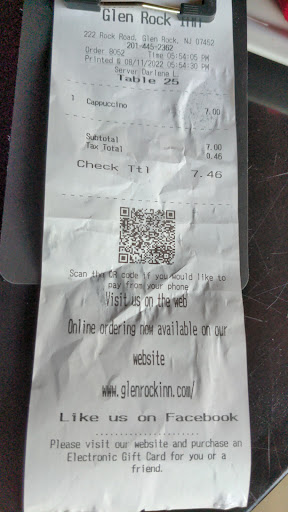 Glen Rock Inn
222 Rock Road, Glen Rock, NJ 07452
201-445-2362
Order 8052 Time 05:54:05 PM
Printed @ 08/11/2022 05:54:30 PM
Server Darlene L.
Table 25
1 Cappuccino 7.00
Subtotal 7.00
Tax Total 0.46
Check Ttl 7.46
Scan the QR code if you would like to
pay from your phone
Visit us on the web
Online ordering now available on our
website
www.glenrockinn.com/
Like us on Facebook
Please visit our website and purchase an
Electronic Gift Card for you or a
friend.